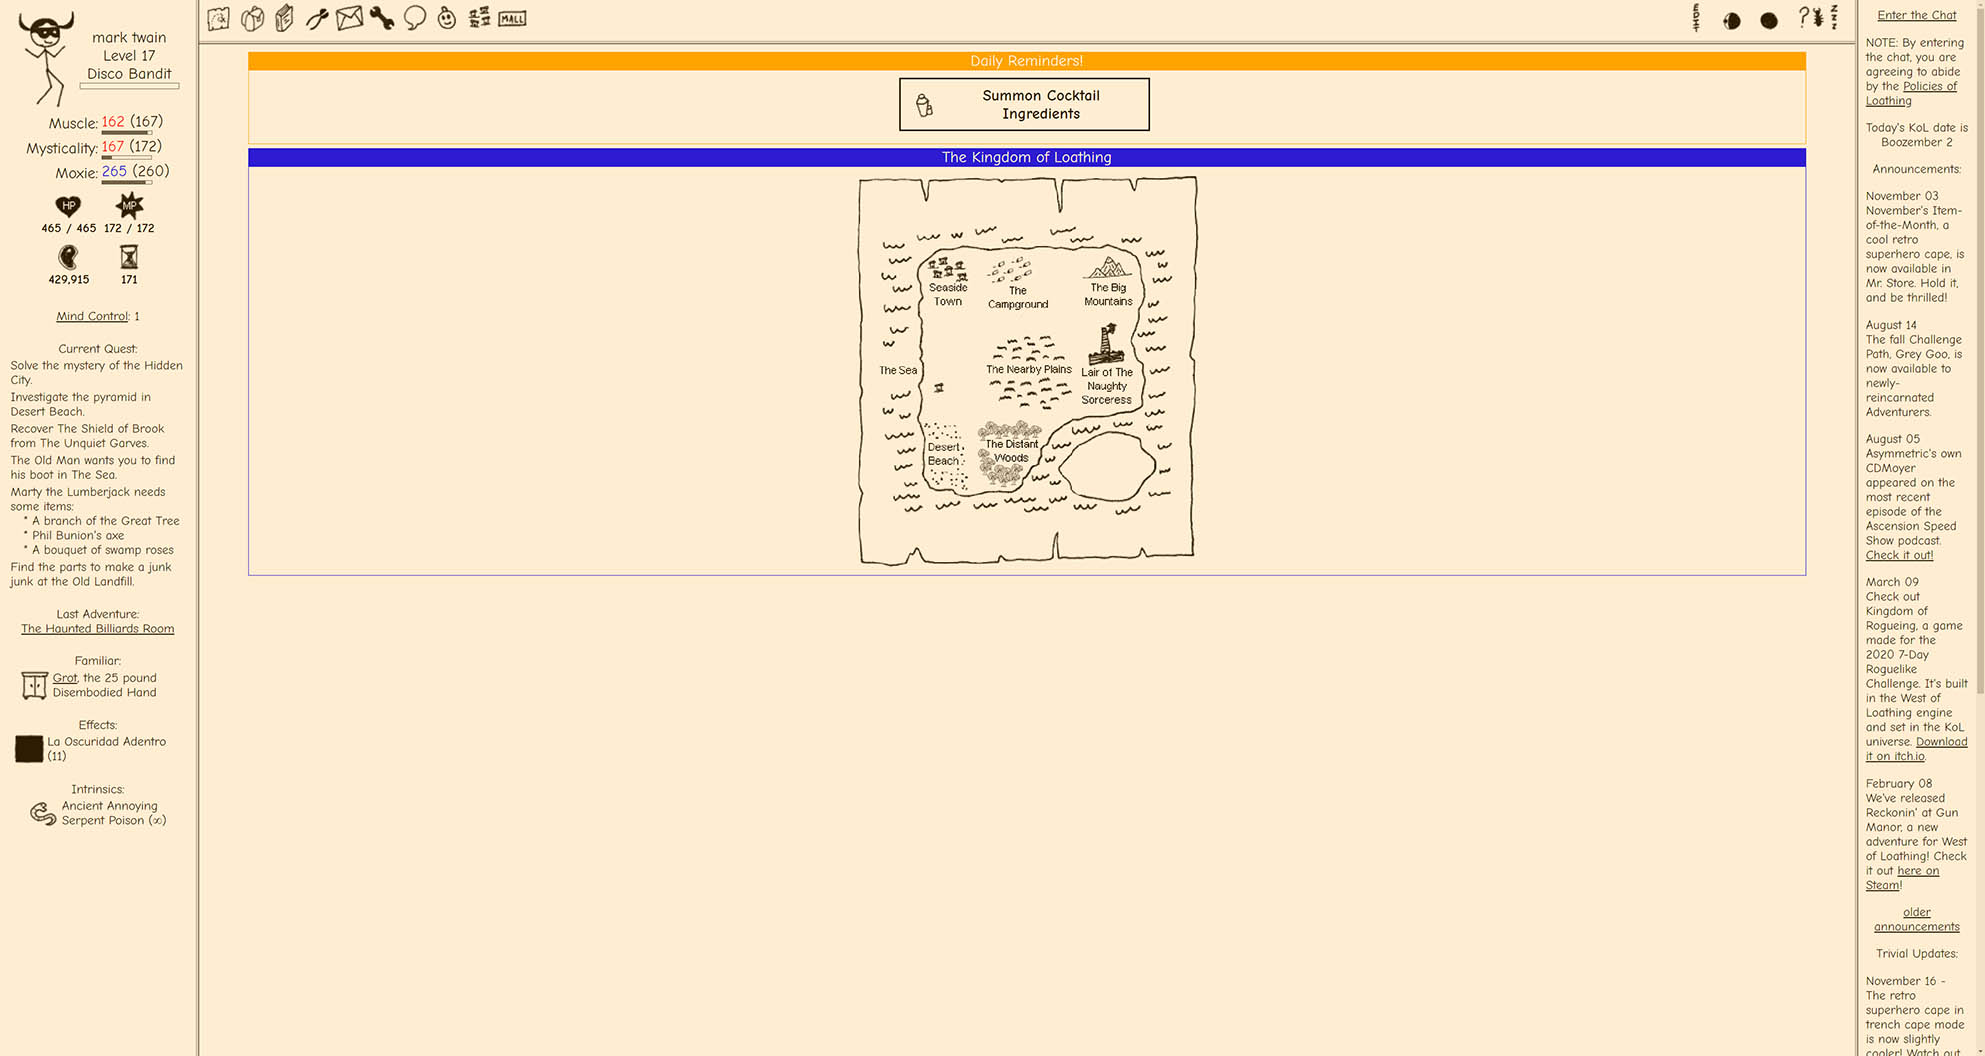 mark twain
Level 17
Disco Bandit
Muscle: 162 (167)
Mysticality: 167 (172)
Moxie: 265 (260)
HP MP
465 / 465 172 / 172
429,915 171
Mind Control: 1
Current Quest:
Solve the mystery of the Hidden
City.
Investigate the pyramid in
Desert Beach.
Recover The Shield of Brook
from The Unquiet Garves.
The Old Man wants you to find
his boot in The Sea.
Marty the Lumberjack needs
some items:
* A branch of the Great Tree
* Phil Bunion's axe
* A bouquet of swamp roses
Find the parts to make a junk
junk at the Old Landfill.
Last Adventure:
The Haunted Billiards Room
Familiar:
Grot, the 25 pound
Disembodied Hand
Effects:
La Oscuridad Adentro
(11)
Intrinsics:
Ancient Annoying
Serpent Poison (∞)
MALL
EDIT
?
ZZZ
Daily Reminders!
Summon Cocktail
Ingredients
The Kingdom of Loathing
Seaside
Town
The
Campground
The Big
Mountains
The Sea
The Nearby Plains
Lair of The
Naughty
Sorceress
Desert
Beach
The Distant
Woods
Enter the Chat
NOTE: By entering
the chat, you are
agreeing to abide
by the Policies of
Loathing
Today's KoL date is
Boozember 2
Announcements:
November 03
November's Item-
of-the-Month, a
cool retro
superhero cape, is
now available in
Mr. Store. Hold it,
and be thrilled!
August 14
The fall Challenge
Path, Grey Goo, is
now available to
newly-
reincarnated
Adventurers.
August 05
Asymmetric's own
CDMoyer
appeared on the
most recent
episode of the
Ascension Speed
Show podcast.
Check it out!
March 09
Check out
Kingdom of
Rogueing, a game
made for the
2020 7-Day
Roguelike
Challenge. It's built
in the West of
Loathing engine
and set in the KoL
universe. Download
it on itch.io.
February 08
We've released
Reckonin' at Gun
Manor, a new
adventure for West
of Loathing! Check
it out here on
Steam!
older
announcements
Trivial Updates:
November 16 -
The retro
superhero cape in
trench cape mode
is now slightly
cooler! Watch out